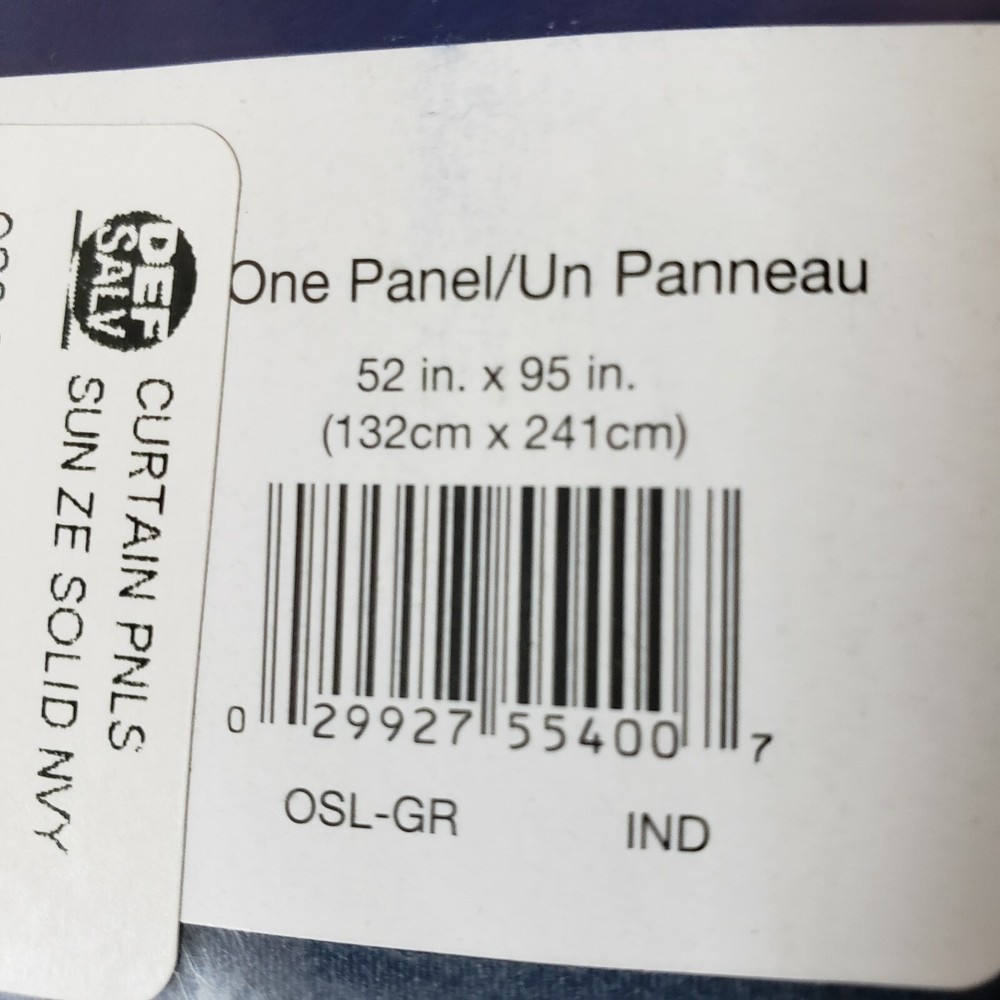 One Panel/Un Panneau
52 in. x 95 in.
(132cm x 241cm)
0 29927 55400 7
OSL-GR IND
DEF
SALV
CURTAIN PNLS
SUN ZE SOLID NVY